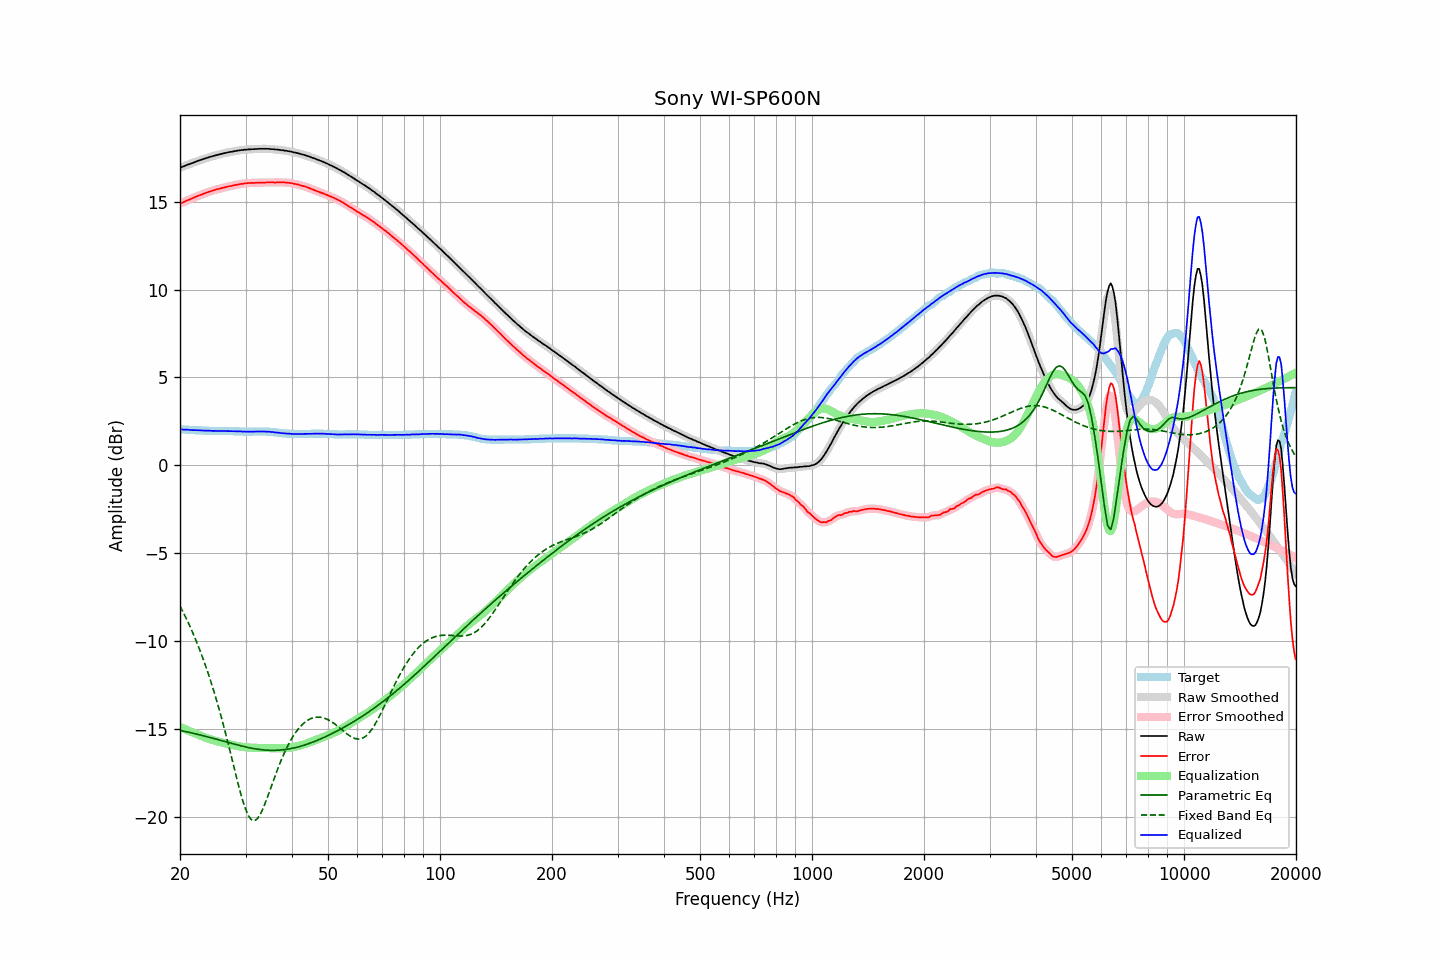 Sony WI-SP600N
Amplitude (dBr)
15
10
5
0
−5
−10
−15
−20
20
50
100
200
500
1000
2000
5000
10000
20000
Frequency (Hz)
Target
Raw Smoothed
Error Smoothed
Raw
Error
Equalization
Parametric Eq
Fixed Band Eq
Equalized